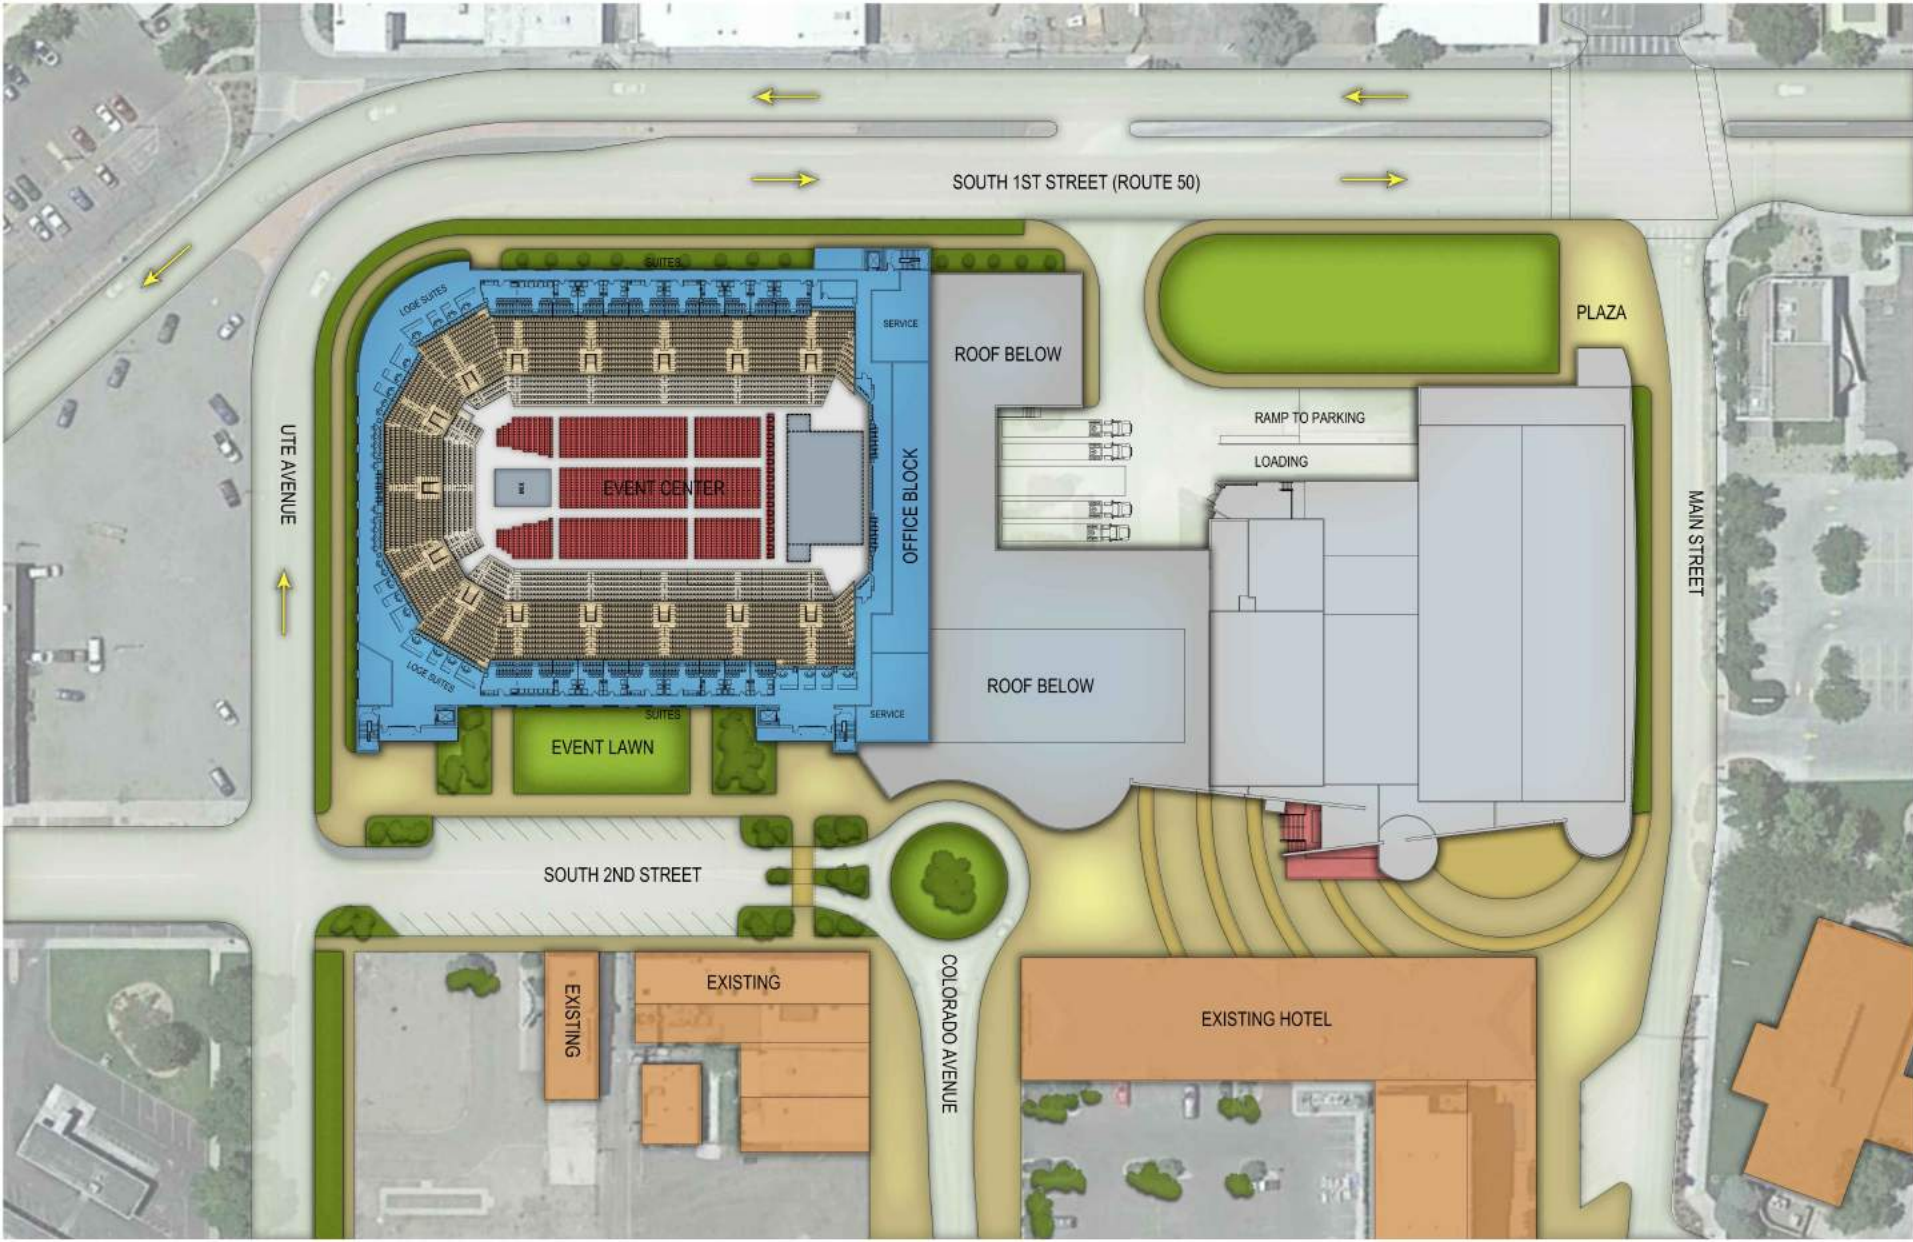 SOUTH 1ST STREET (ROUTE 50)
SUITES
LOGE SUITES
SERVICE
PLAZA
ROOF BELOW
RAMP TO PARKING
LOADING
UTE AVENUE
EVENT CENTER
OFFICE BLOCK
MAIN STREET
LOGE SUITES
ROOF BELOW
SUITES
SERVICE
EVENT LAWN
SOUTH 2ND STREET
EXISTING
EXISTING
COLORADO AVENUE
EXISTING HOTEL